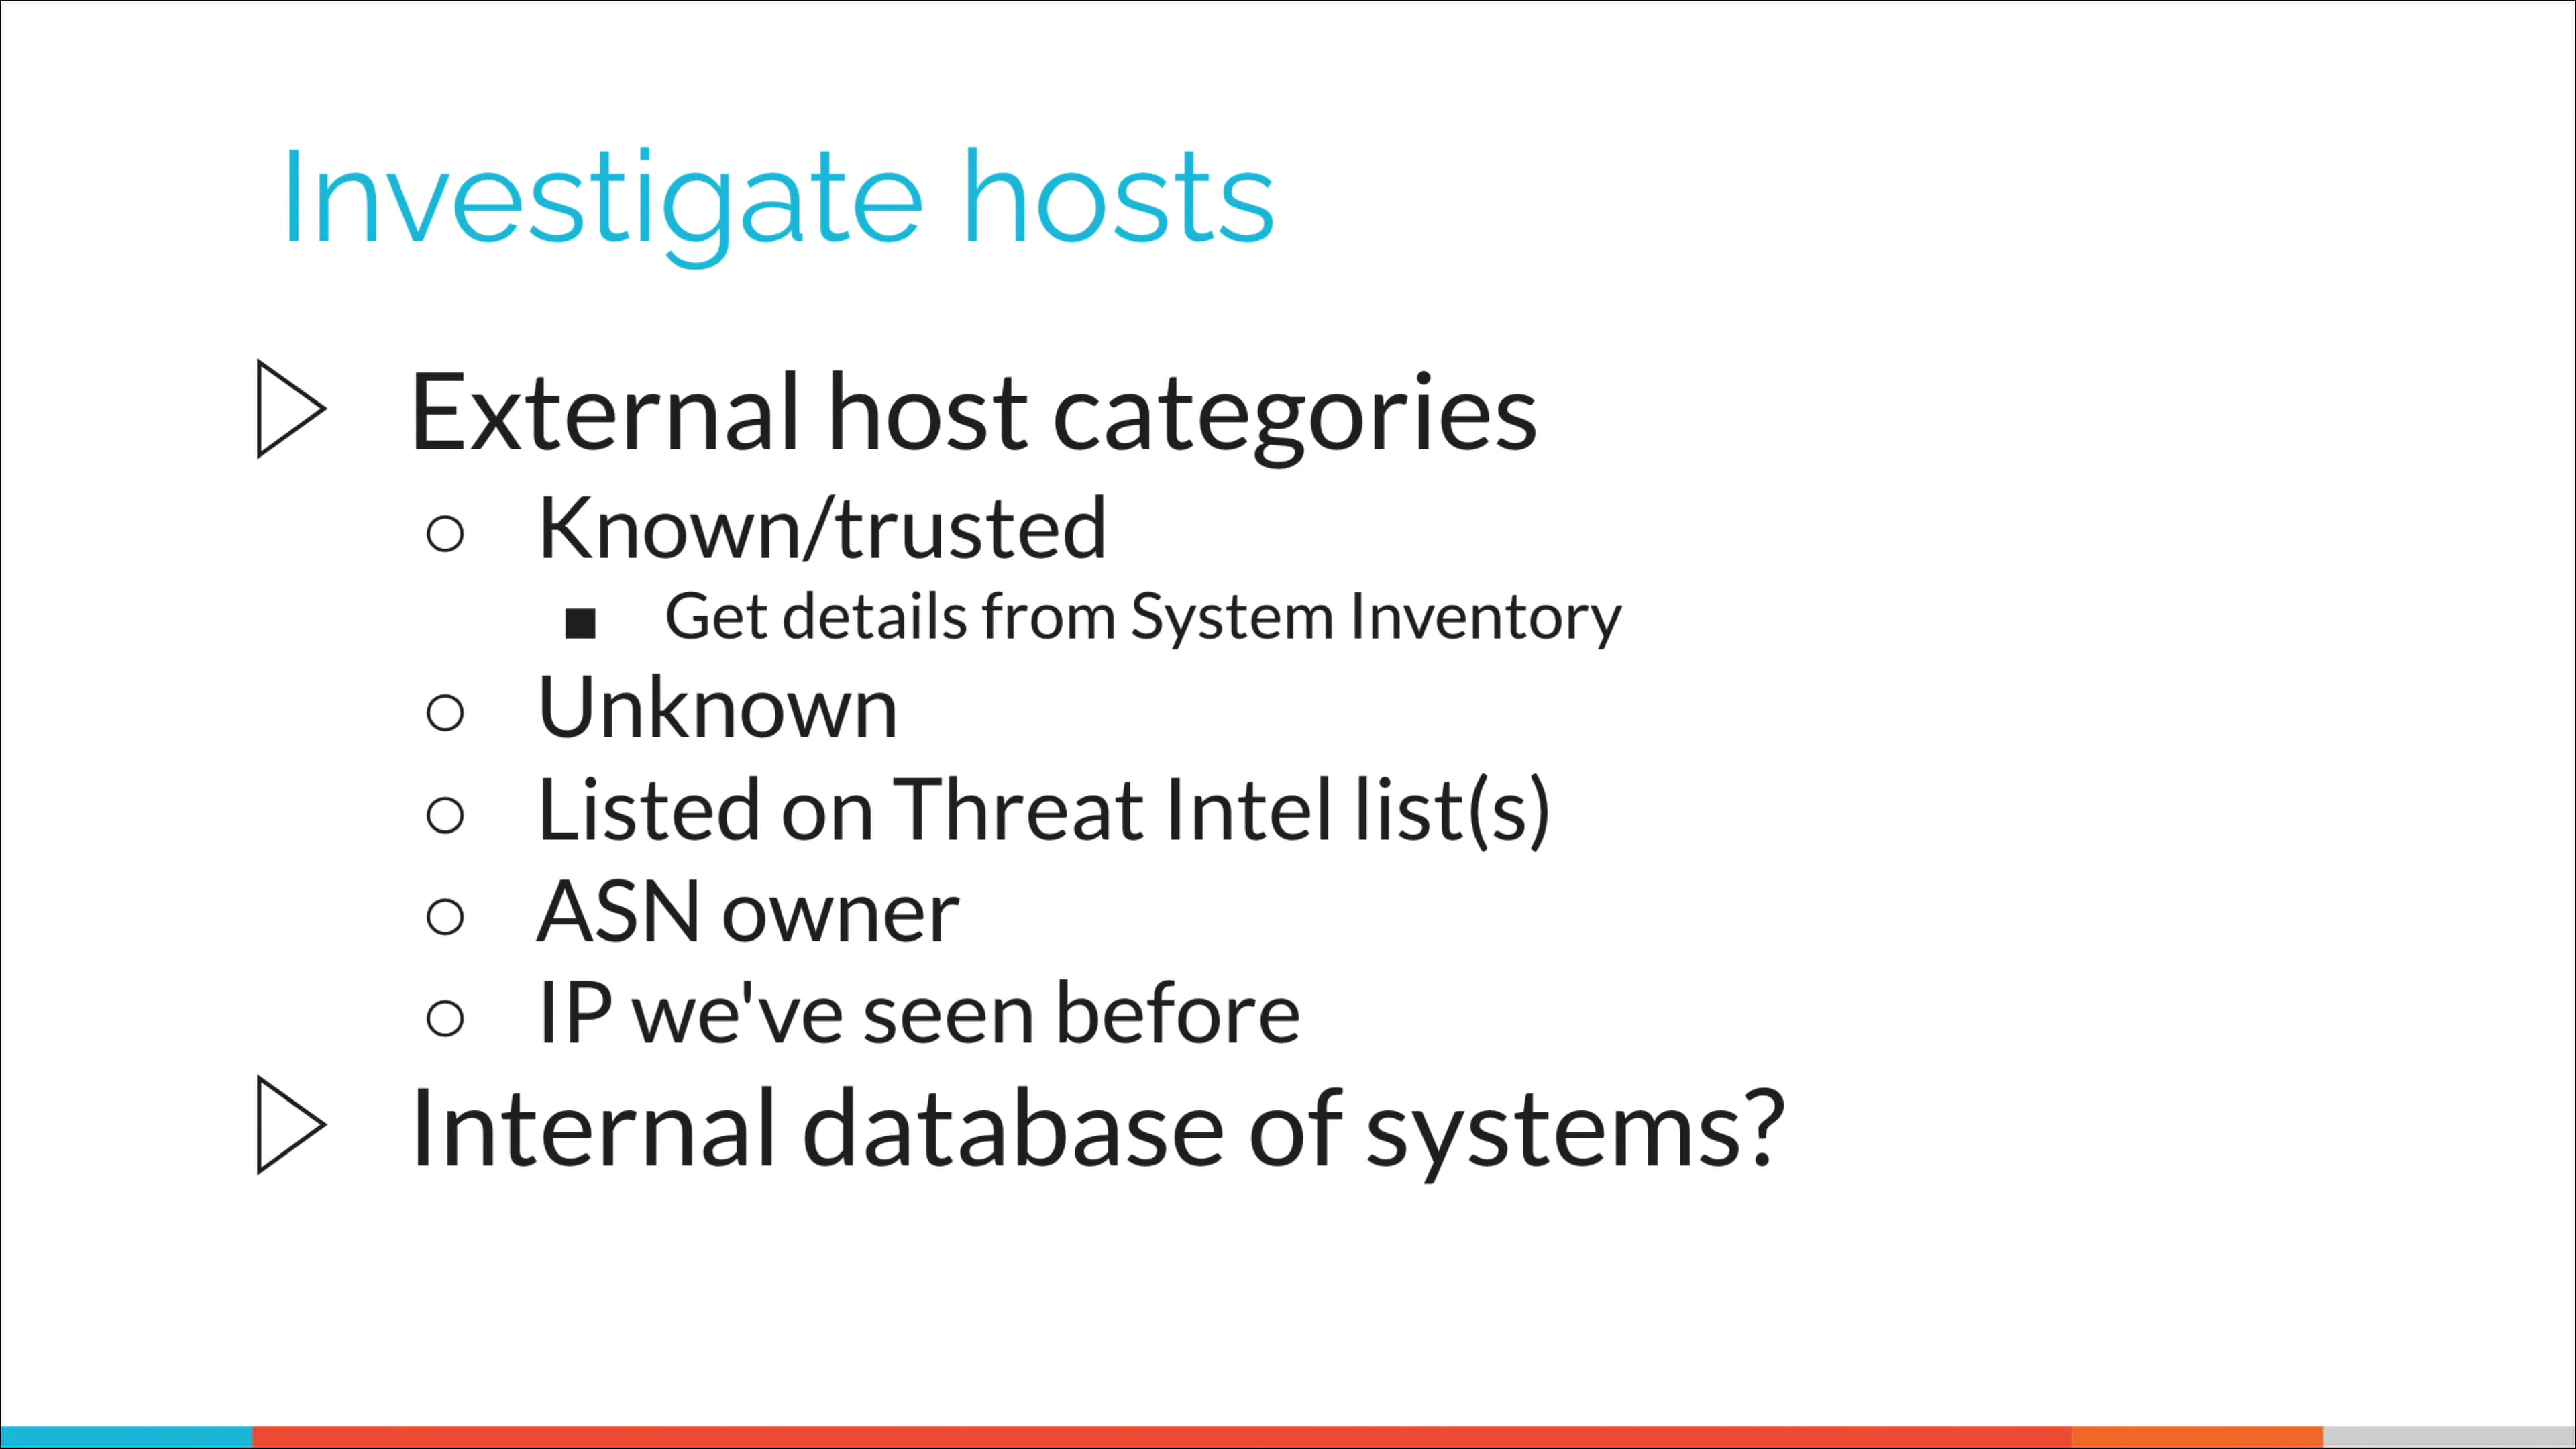 Investigate hosts
External host categories
Known/trusted
Get details from System Inventory
Unknown
Listed on Threat Intel list(s)
ASN owner
IP we've seen before
Internal database of systems?